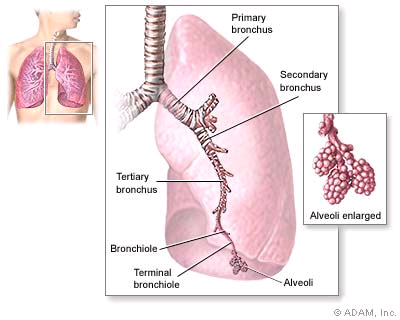 Primary
bronchus
Secondary
bronchus
Tertiary
bronchus
Bronchiole
Terminal
bronchiole
Alveoli
Alveoli enlarged
© ADAM, Inc.